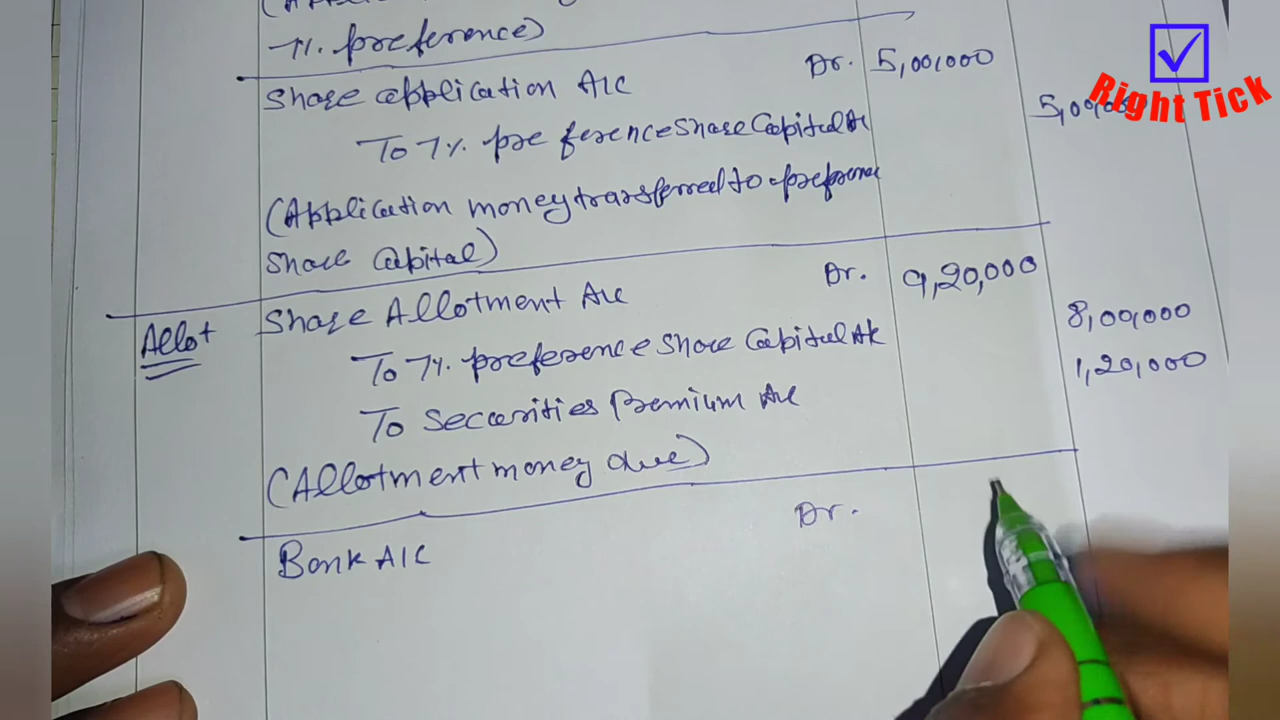 7% preference)
Share application A/c Dr. 5,00,000
To 7% preference Share Capital A/c 5,00,000
(Application money transferred to preference
Share Capital)
Allot Share Allotment A/c Dr. 9,20,000
To 7% preference Share Capital A/c 8,00,000
To Securities Premium A/c 1,20,000
(Allotment money due)
Bank A/c Dr.
Right Tick